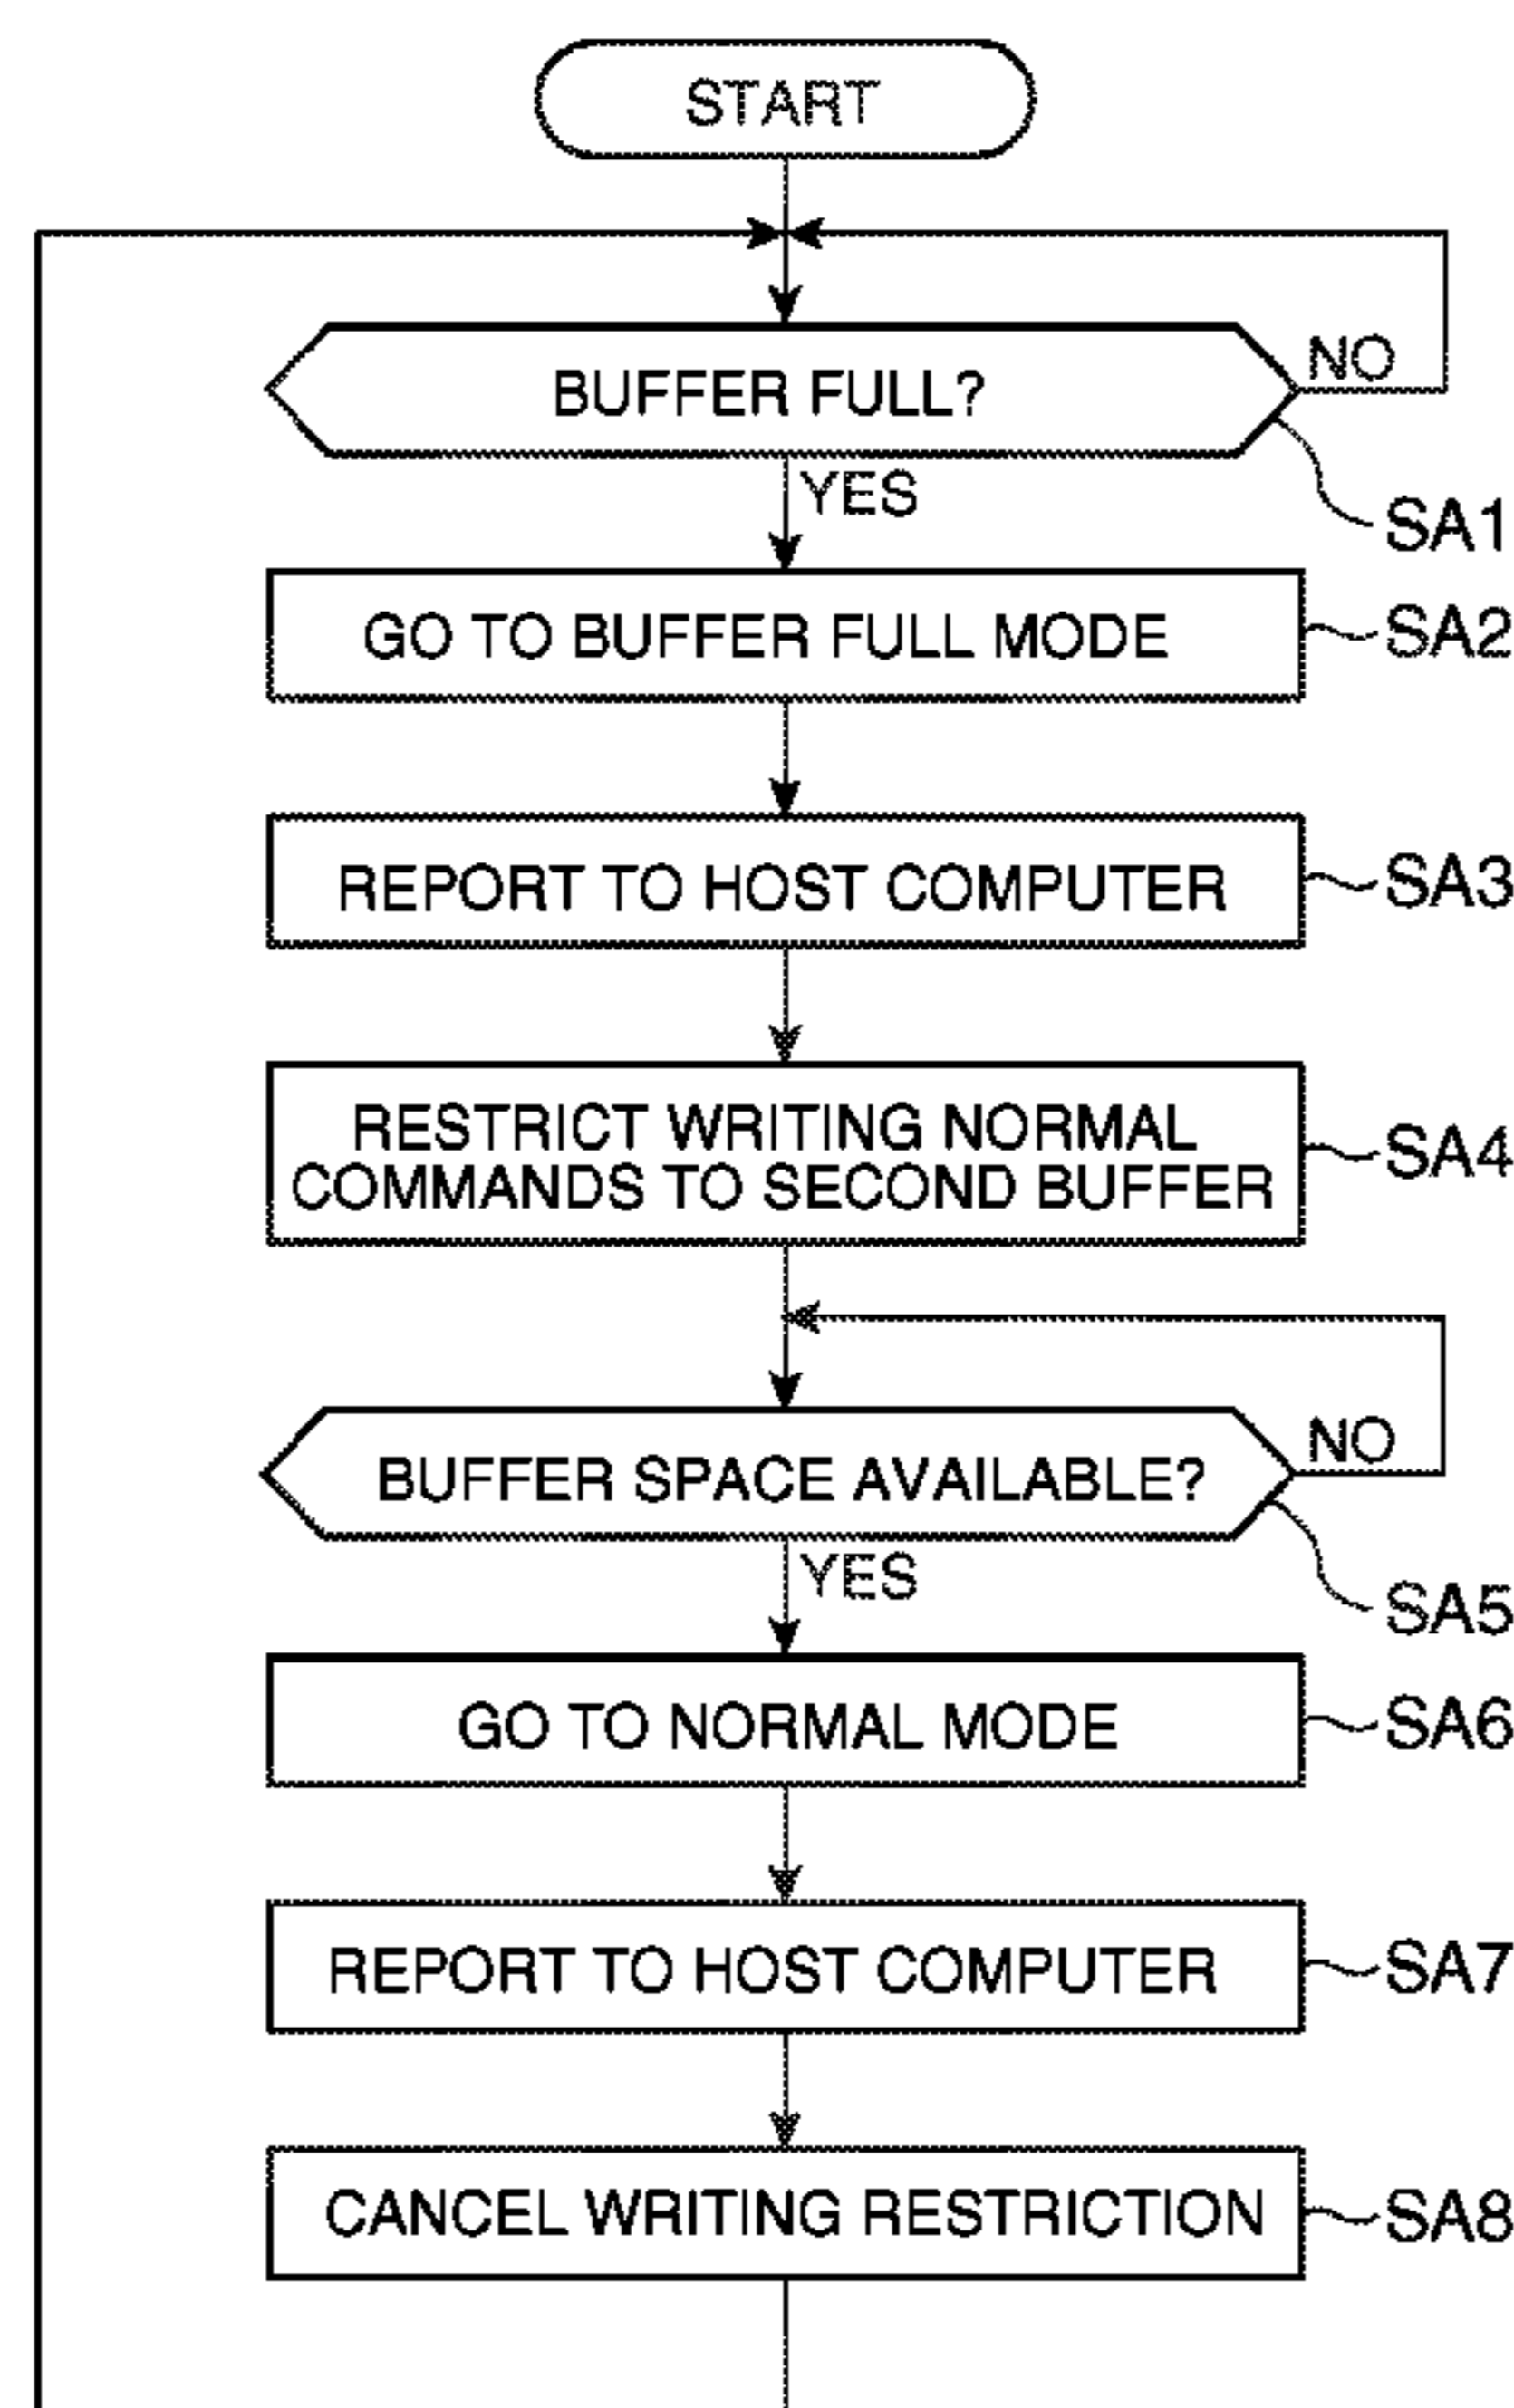 START
BUFFER FULL?
NO
YES
SA1
GO TO BUFFER FULL MODE
SA2
REPORT TO HOST COMPUTER
SA3
RESTRICT WRITING NORMAL
COMMANDS TO SECOND BUFFER
SA4
BUFFER SPACE AVAILABLE?
NO
YES
SA5
GO TO NORMAL MODE
SA6
REPORT TO HOST COMPUTER
SA7
CANCEL WRITING RESTRICTION
SA8